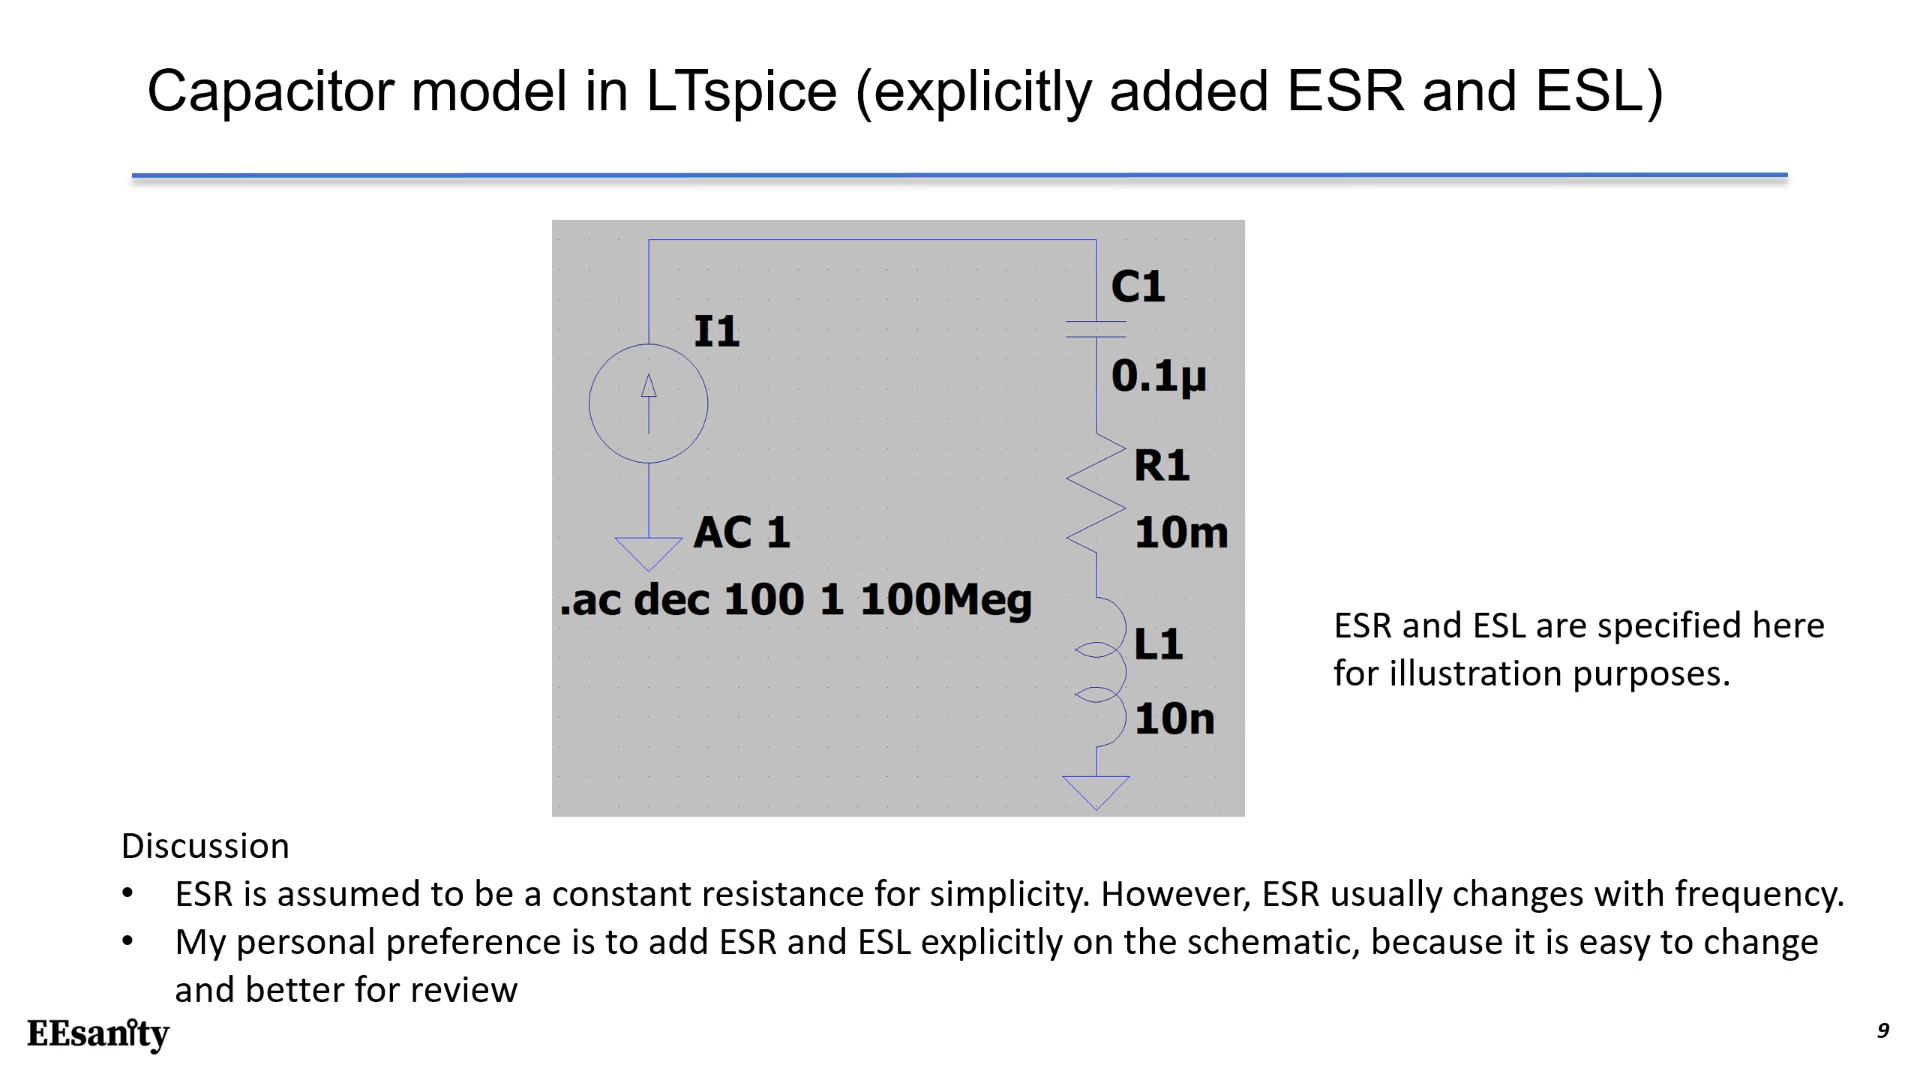 Capacitor model in LTspice (explicitly added ESR and ESL)
C1
I1
0.1µ
R1
AC 1
10m
.ac dec 100 1 100Meg
L1
10n
ESR and ESL are specified here
for illustration purposes.
Discussion
• ESR is assumed to be a constant resistance for simplicity. However, ESR usually changes with frequency.
• My personal preference is to add ESR and ESL explicitly on the schematic, because it is easy to change
and better for review
EEsanity
9